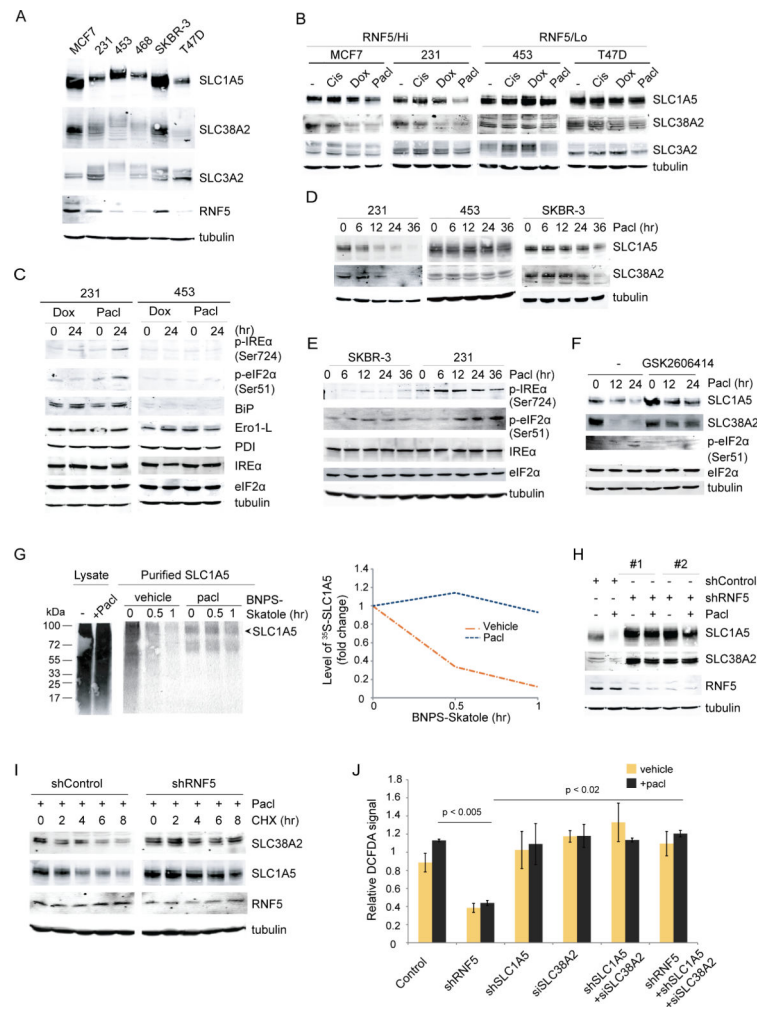 A
MCF7 231 453 468 SKBR-3 T47D
SLC1A5
SLC38A2
SLC3A2
RNF5
tubulin
B
RNF5/Hi RNF5/Lo
MCF7 231 453 T47D
- Cis Dox Pacl - Cis Dox Pacl - Cis Dox Pacl - Cis Dox Pacl
SLC1A5
SLC38A2
SLC3A2
tubulin
C
231 453
Dox Pacl Dox Pacl
0 24 0 24 0 24 0 24 (hr)
p-IREα
(Ser724)
p-eIF2α
(Ser51)
BiP
Ero1-L
PDI
IREα
eIF2α
tubulin
D
231 453 SKBR-3
0 6 12 24 36 0 6 12 24 36 0 6 12 24 36 Pacl (hr)
SLC1A5
SLC38A2
tubulin
E
SKBR-3 231
0 6 12 24 36 0 6 12 24 36 Pacl (hr)
p-IREα
(Ser724)
p-eIF2α
(Ser51)
IREα
eIF2α
tubulin
F
- GSK2606414
0 12 24 0 12 24 Pacl (hr)
SLC1A5
SLC38A2
p-eIF2α
(Ser51)
eIF2α
tubulin
G
Lysate Purified SLC1A5
- +Pacl vehicle pacl BNPS-
kDa 0 0.5 1 0 0.5 1 Skatole (hr)
100
72
55
33
25
17
SLC1A5
Level of ³⁵S-SLC1A5
(fold change)
1.4
1.2
1
0.8
0.6
0.4
0.2
0
Vehicle
Pacl
0 0.5 1
BNPS-Skatole (hr)
H
#1 #2
+ + - - - - shControl
- - + + + + shRNF5
- + - + - + Pacl
SLC1A5
SLC38A2
RNF5
tubulin
I
shControl shRNF5
+ + + + + + + + + + Pacl
0 2 4 6 8 0 2 4 6 8 CHX (hr)
SLC38A2
SLC1A5
RNF5
tubulin
J
vehicle
+pacl
p < 0.005
p < 0.02
Relative DCFDA signal
1.8
1.6
1.4
1.2
1
0.8
0.6
0.4
0.2
0
Control
shRNF5
shSLC1A5
siSLC38A2
shSLC1A5
+siSLC38A2
shRNF5
+shSLC1A5
+siSLC38A2